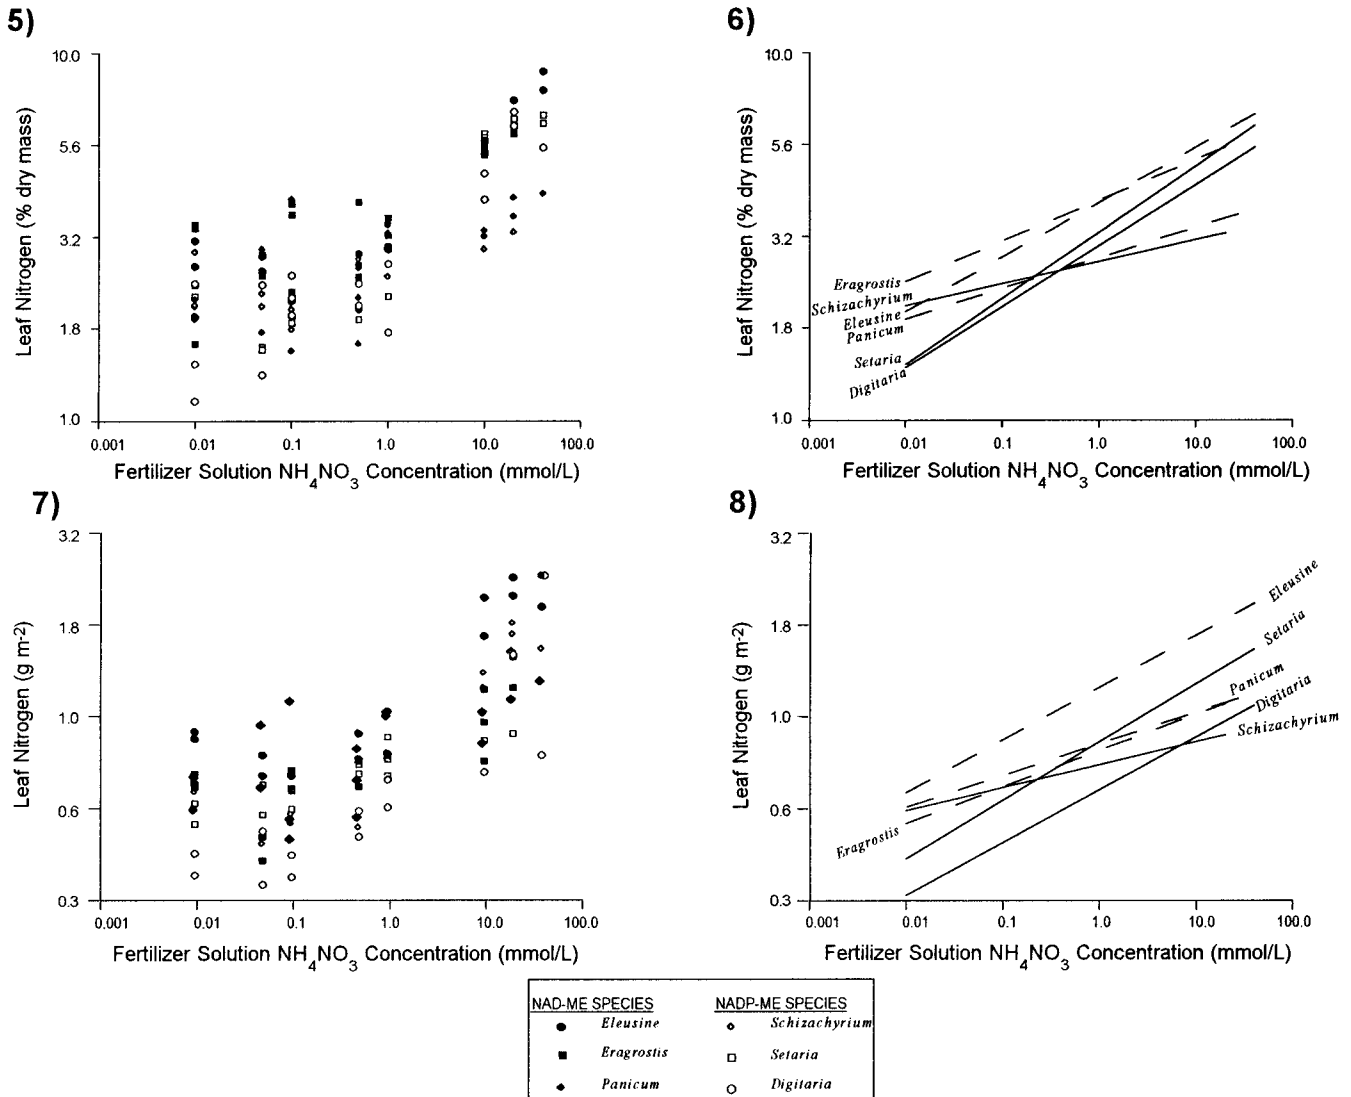 5)
10.0
5.6
3.2
1.8
1.0
Leaf Nitrogen (% dry mass)
0.001 0.01 0.1 1.0 10.0 100.0
Fertilizer Solution NH4NO3 Concentration (mmol/L)
6)
10.0
5.6
3.2
1.8
1.0
Leaf Nitrogen (% dry mass)
Eragrostis
Schizachyrium
Eleusine
Panicum
Setaria
Digitaria
0.001 0.01 0.1 1.0 10.0 100.0
Fertilizer Solution NH4NO3 Concentration (mmol/L)
7)
3.2
1.8
1.0
0.6
0.3
Leaf Nitrogen (g m-2)
0.001 0.01 0.1 1.0 10.0 100.0
Fertilizer Solution NH4NO3 Concentration (mmol/L)
8)
3.2
1.8
1.0
0.6
0.3
Leaf Nitrogen (g m-2)
Eleusine
Setaria
Panicum
Digitaria
Schizachyrium
Eragrostis
0.001 0.01 0.1 1.0 10.0 100.0
Fertilizer Solution NH4NO3 Concentration (mmol/L)
NAD-ME SPECIES NADP-ME SPECIES
Eleusine Schizachyrium
Eragrostis Setaria
Panicum Digitaria